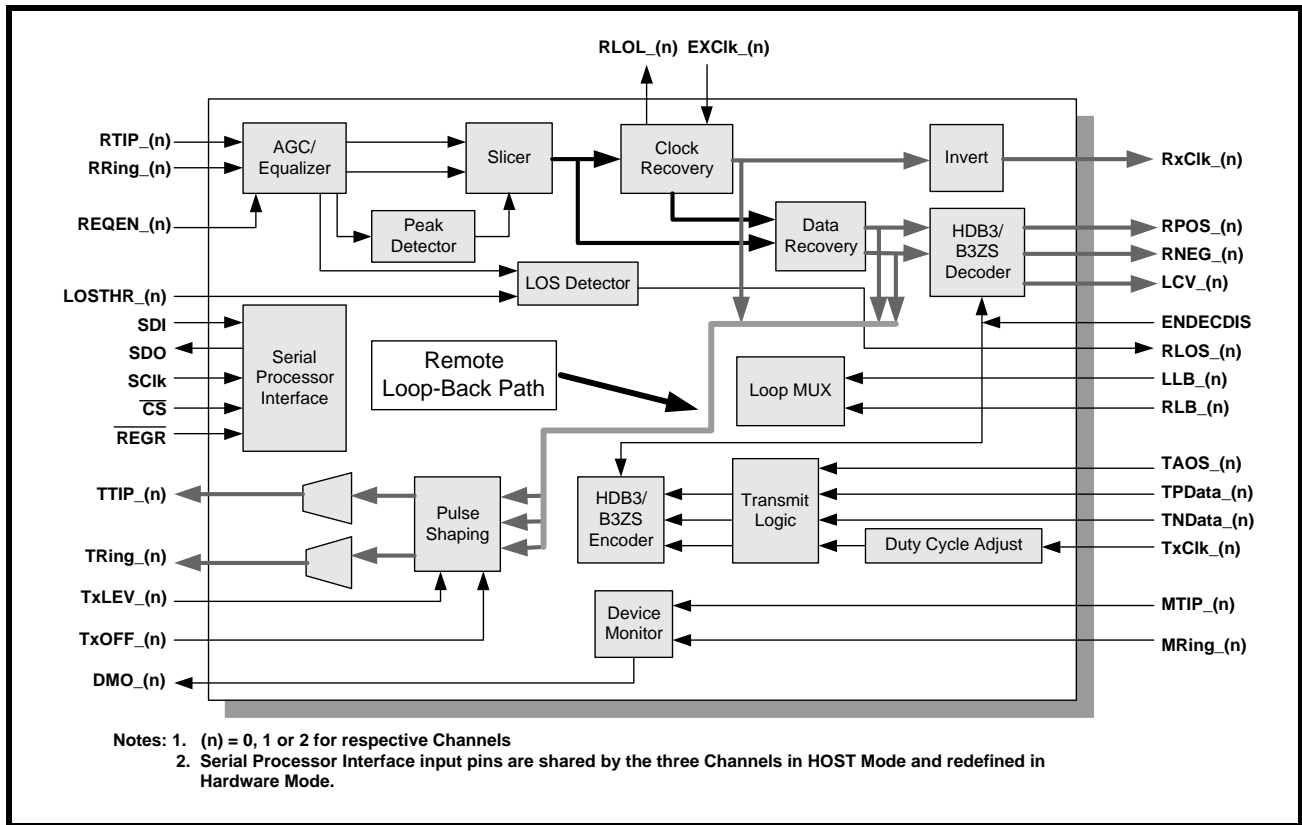 RLOL_(n) EXClk_(n)
RTIP_(n)
RRing_(n)
REQEN_(n)
LOSTHR_(n)
SDI
SDO
SClk
CS
REGR
TTIP_(n)
TRing_(n)
TxLEV_(n)
TxOFF_(n)
DMO_(n)
AGC/
Equalizer
Slicer
Clock
Recovery
Invert
Peak
Detector
Data
Recovery
HDB3/
B3ZS
Decoder
LOS Detector
Serial
Processor
Interface
Remote
Loop-Back Path
Loop MUX
Pulse
Shaping
HDB3/
B3ZS
Encoder
Transmit
Logic
Duty Cycle Adjust
Device
Monitor
RxClk_(n)
RPOS_(n)
RNEG_(n)
LCV_(n)
ENDECDIS
RLOS_(n)
LLB_(n)
RLB_(n)
TAOS_(n)
TPData_(n)
TNData_(n)
TxClk_(n)
MTIP_(n)
MRing_(n)
Notes: 1. (n) = 0, 1 or 2 for respective Channels
2. Serial Processor Interface input pins are shared by the three Channels in HOST Mode and redefined in
Hardware Mode.